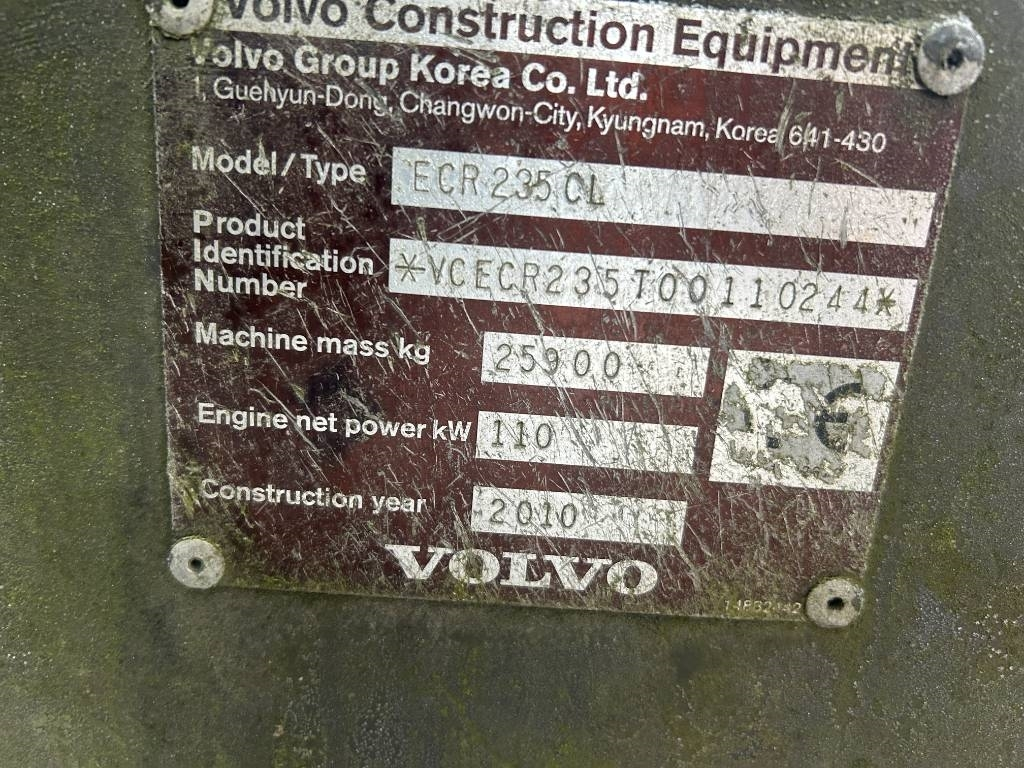 Volvo Construction Equipment
Volvo Group Korea Co. Ltd.
1, Guehyun-Dong, Changwon-City, Kyungnam, Korea 641-430
Model/Type ECR235CL
Product
Identification
Number *VCECR235T00110244*
Machine mass kg 25900
Engine net power kW 110
CE
Construction year 2010
VOLVO